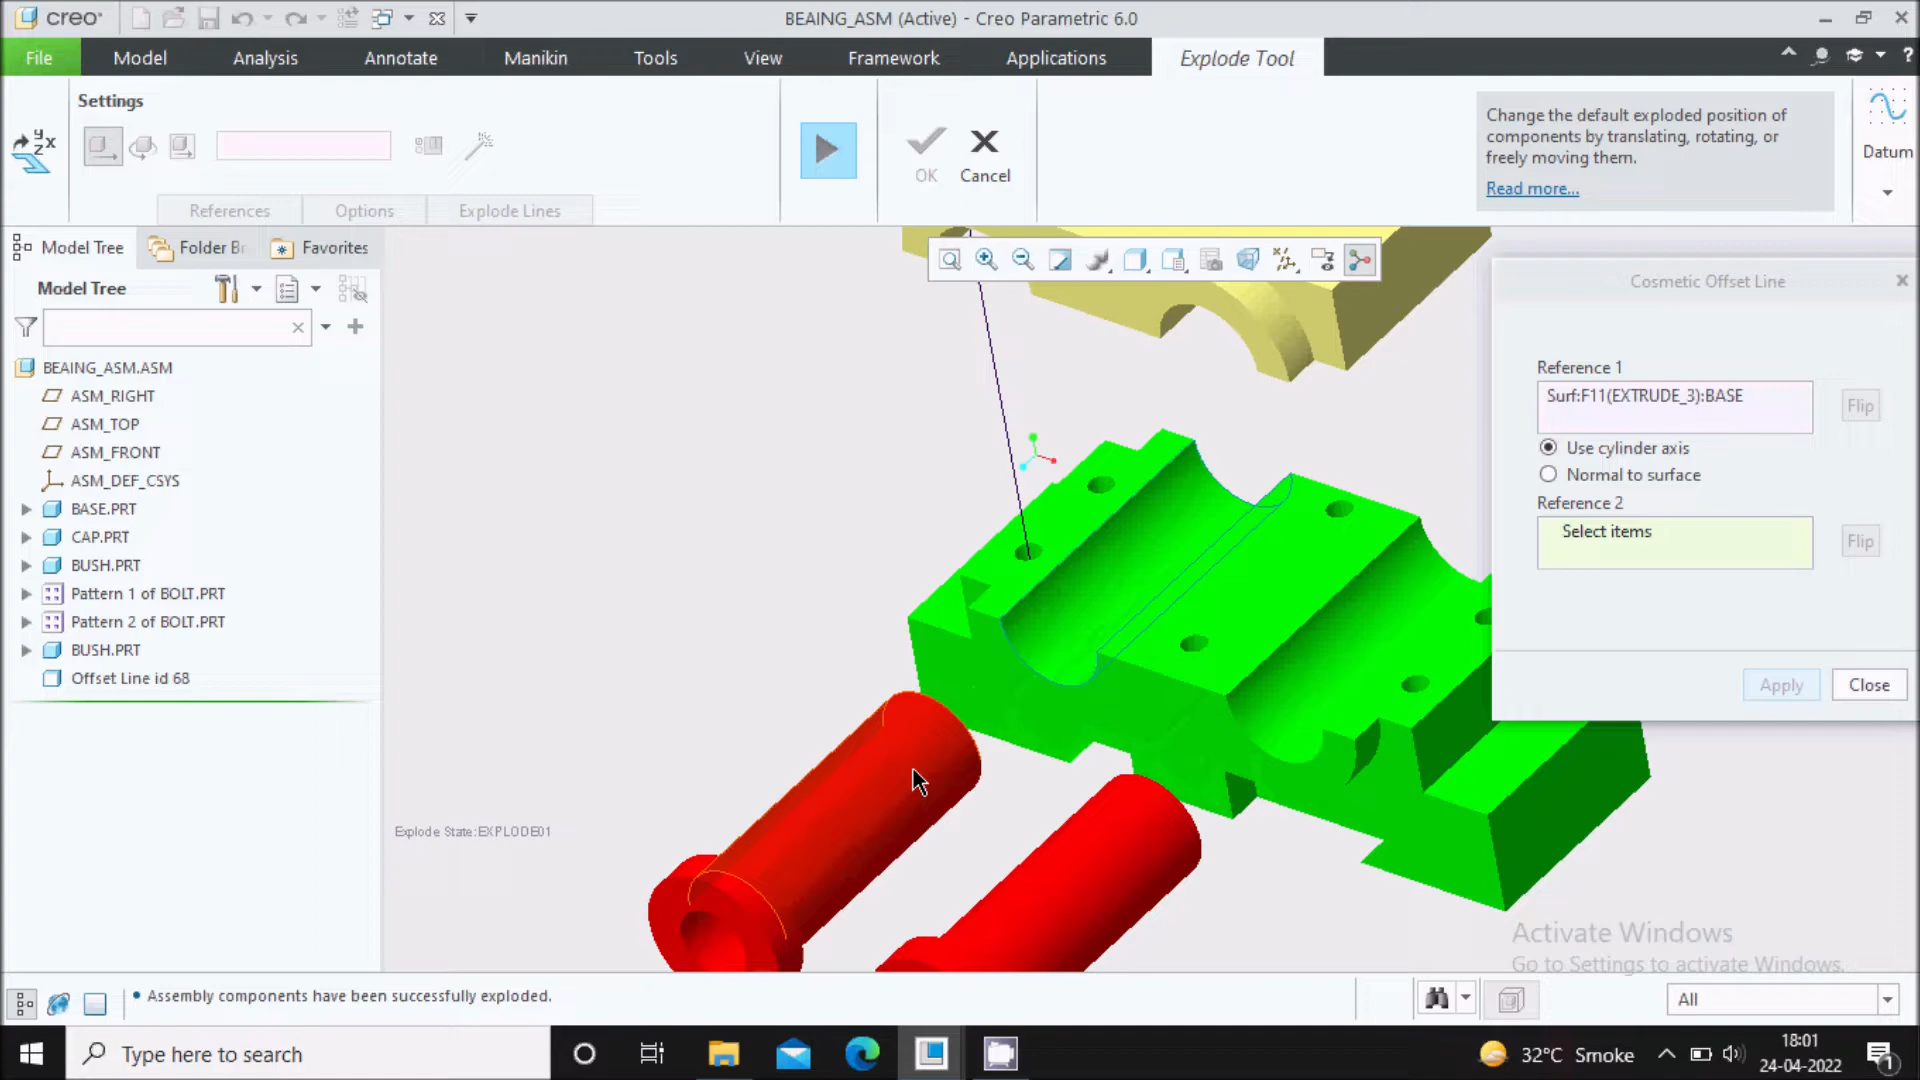 creo
BEAING_ASM (Active) - Creo Parametric 6.0
File
Model
Analysis
Annotate
Manikin
Tools
View
Framework
Applications
Explode Tool
Settings
OK
Cancel
Change the default exploded position of
components by translating, rotating, or
freely moving them.
Read more...
Datum
References
Options
Explode Lines
Model Tree
Folder Br
Favorites
Model Tree
BEAING_ASM.ASM
ASM_RIGHT
ASM_TOP
ASM_FRONT
ASM_DEF_CSYS
BASE.PRT
CAP.PRT
BUSH.PRT
Pattern 1 of BOLT.PRT
Pattern 2 of BOLT.PRT
BUSH.PRT
Offset Line id 68
Explode State:EXPLODE01
Cosmetic Offset Line
Reference 1
Surf:F11(EXTRUDE_3):BASE
Flip
Use cylinder axis
Normal to surface
Reference 2
Select items
Flip
Apply
Close
Activate Windows
Go to Settings to activate Windows.
• Assembly components have been successfully exploded.
All
Type here to search
32°C Smoke
18:01
24-04-2022
1